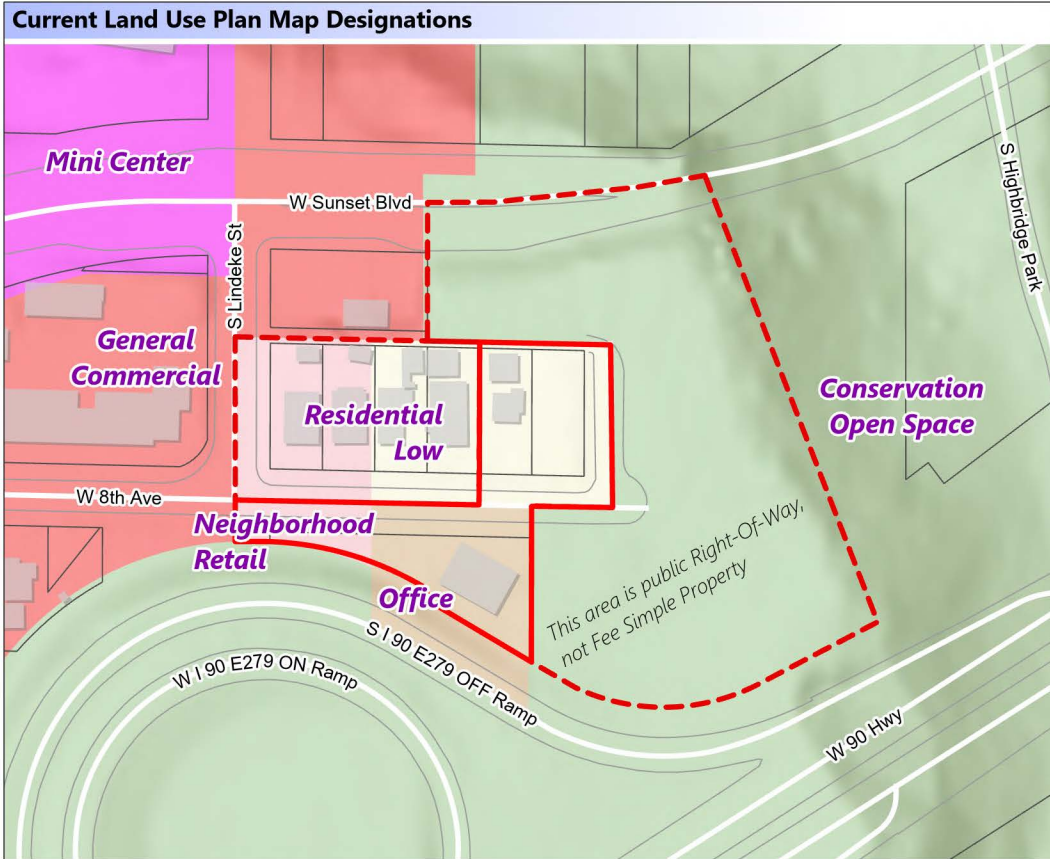 Current Land Use Plan Map Designations
Mini Center
W Sunset Blvd
S Highbridge Park
S Lindeke St
General
Commercial
Residential
Low
Conservation
Open Space
W 8th Ave
Neighborhood
Retail
This area is public Right-Of-Way,
not Fee Simple Property
Office
S I 90 E279 OFF Ramp
W I 90 E279 ON Ramp
W 90 Hwy